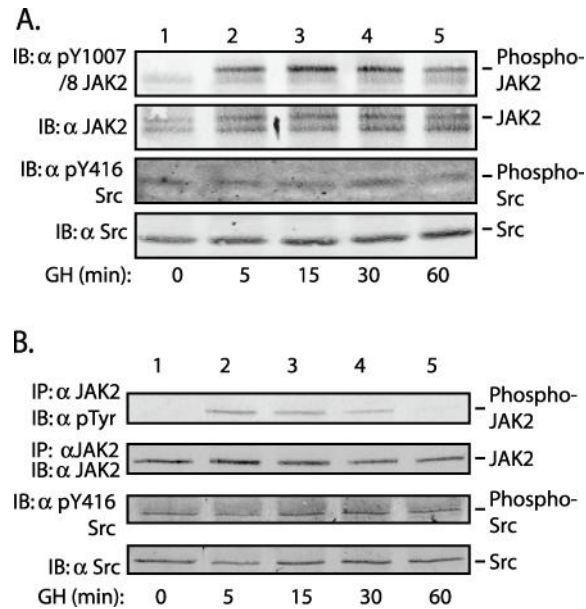 A.
1 2 3 4 5
IB: α pY1007 /8 JAK2
Phospho- JAK2
IB: α JAK2
JAK2
IB: α pY416 Src
Phospho- Src
IB: α Src
Src
GH (min): 0 5 15 30 60
B.
1 2 3 4 5
IP: α JAK2
IB: α pTyr
Phospho- JAK2
IP: αJAK2
IB: α JAK2
JAK2
IB: α pY416 Src
Phospho- Src
IB: α Src
Src
GH (min): 0 5 15 30 60